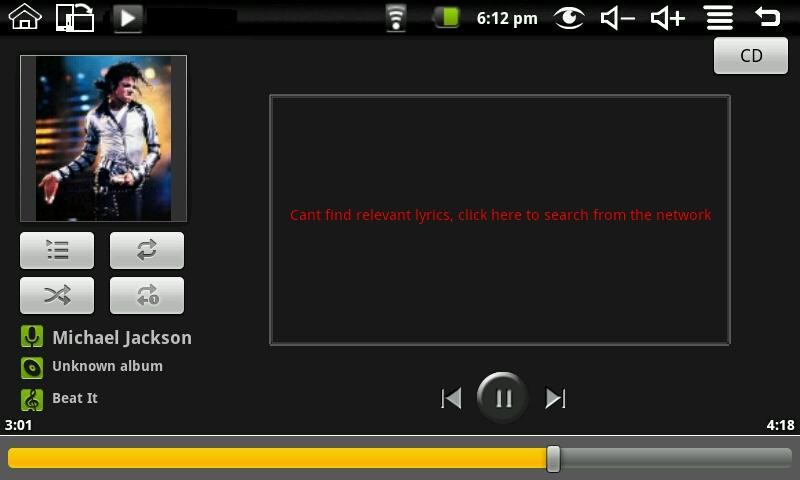 6:12 pm
CD
Cant find relevant lyrics, click here to search from the network
Michael Jackson
Unknown album
Beat It
3:01
4:18